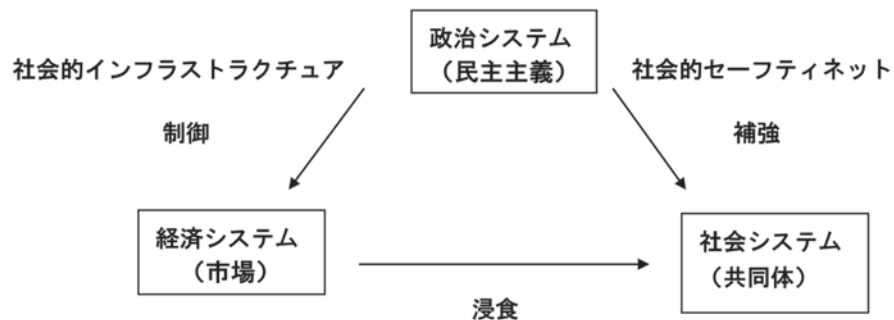 政治システム
（民主主義）
社会的インフラストラクチュア
社会的セーフティネット
制御
補強
経済システム
（市場）
社会システム
（共同体）
浸食